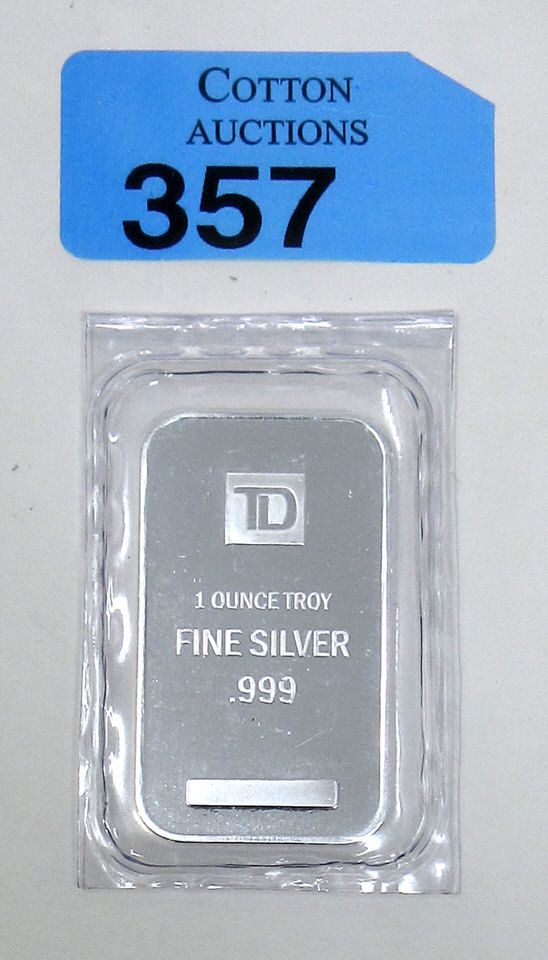 COTTON
AUCTIONS
357
TD
1 OUNCE TROY
FINE SILVER
.999